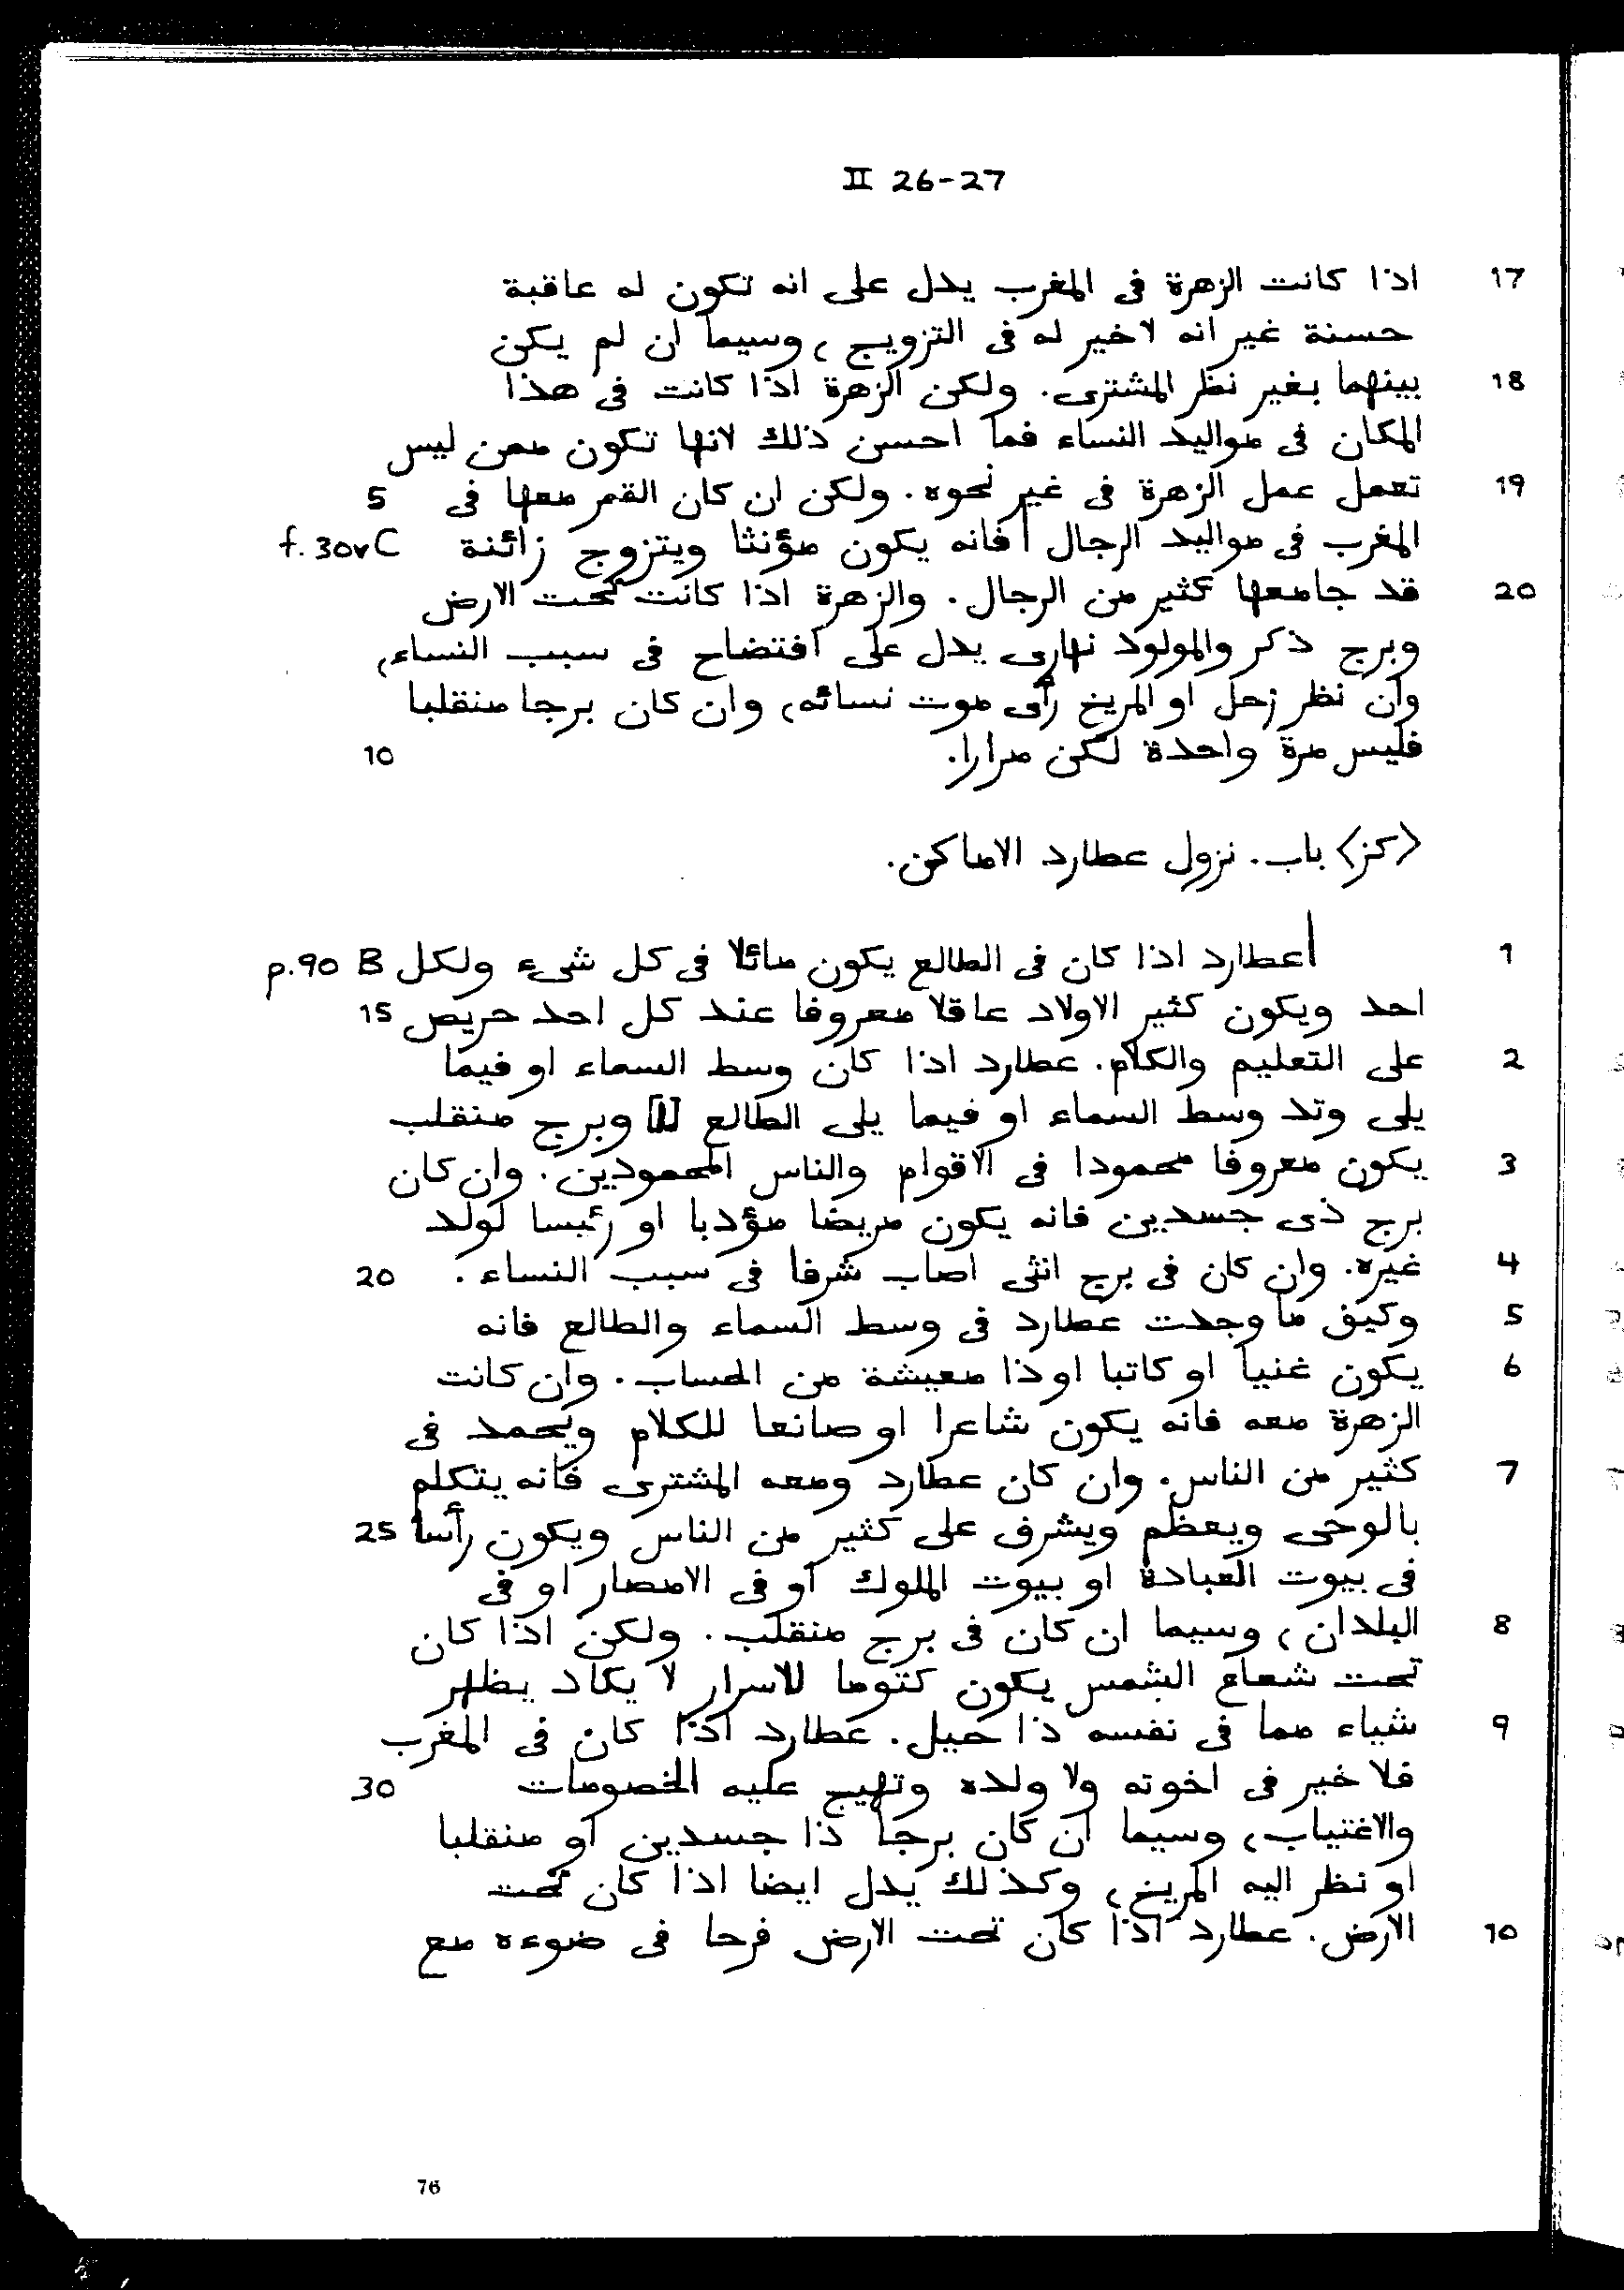 II 26-27
17 اذا كانت الزهرة فى المغرب يدل على انه تكون له عاقبة
حسنة غير انه لا خير له فى التزويج، وسيما ان لم يكن
18 بينهما بغير نظر المشترى. ولكن الزهرة اذا كانت فى هذا
المكان فى مواليد النساء فما احسن ذلك لانها تكون ممن ليس
19 تعمل عمل الزهرة فى غير نحوه. ولكن ان كان القمر معها فى 5
المغرب فى مواليد الرجال | فانه يكون مؤنثا ويتزوج زائنة f. 30v C
20 قد جامعها كثير من الرجال. والزهرة اذا كانت تحت الارض
وبرج ذكر والمولود نهارى يدل على افتضاح فى سبب النساء،
وان نظر زحل او المريخ رأى موت نسائه، وان كان برجا منقلبا
فليس مرة واحدة لكن مرارا. 10
<كز> باب. نزول عطارد الاماكن.
1 |عطارد اذا كان فى الطالع يكون مائلا فى كل شىء ولكل p.90 B
احد ويكون كثير الاولاد عاقلا معروفا عند كل احد حريص 15
2 على التعليم والكلام. عطارد اذا كان وسط السماء او فيما
يلى وتد وسط السماء او فيما يلى الطالع [ا] وبرج منقلب
3 يكون معروفا محمودا فى الاقوام والناس المحمودين. وان كان
برج ذى جسدين فانه يكون مريضا مؤدبا او رئيسا لولد
4 غيره. وان كان فى برج انثى اصاب شرفا فى سبب النساء. 20
5 وكيف ما وجدت عطارد فى وسط السماء والطالع فانه
6 يكون غنيا او كاتبا او ذا معيشة من الحساب. وان كانت
الزهرة معه فانه يكون شاعرا او صانعا للكلام ويحمد فى
7 كثير من الناس. وان كان عطارد ومعه المشترى فانه يتكلم
بالوحى ويعظم ويشرف على كثير من الناس ويكون رأسا 25
فى بيوت العبادة او بيوت الملوك او فى الامصار او فى
8 البلدان، وسيما ان كان فى برج منقلب. ولكن اذا كان
تحت شعاع الشمس يكون كتوما للاسرار لا يكاد يظهر
9 شياء مما فى نفسه ذا حيل. عطارد اذا كان فى المغرب
فلا خير فى اخوته ولا ولده وتهيج عليه الخصومات 30
والاغتياب، وسيما ان كان برجا ذا جسدين او منقلبا
او نظر اليه المريخ، وكذلك يدل ايضا اذا كان تحت
10 الارض. عطارد اذا كان تحت الارض فرحا فى ضوءه مع
76